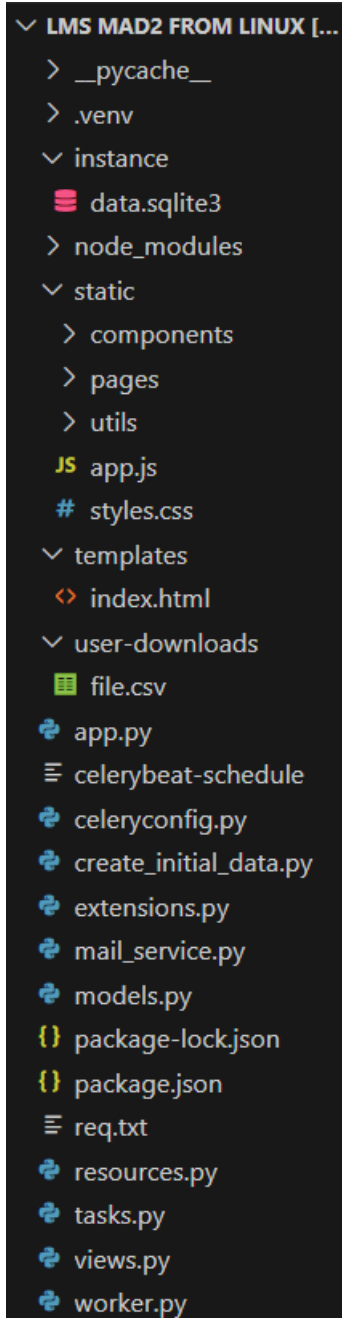 LMS MAD2 FROM LINUX [...
__pycache__
.venv
instance
data.sqlite3
node_modules
static
components
pages
utils
JS app.js
# styles.css
templates
<> index.html
user-downloads
file.csv
app.py
celerybeat-schedule
celeryconfig.py
create_initial_data.py
extensions.py
mail_service.py
models.py
{} package-lock.json
{} package.json
req.txt
resources.py
tasks.py
views.py
worker.py